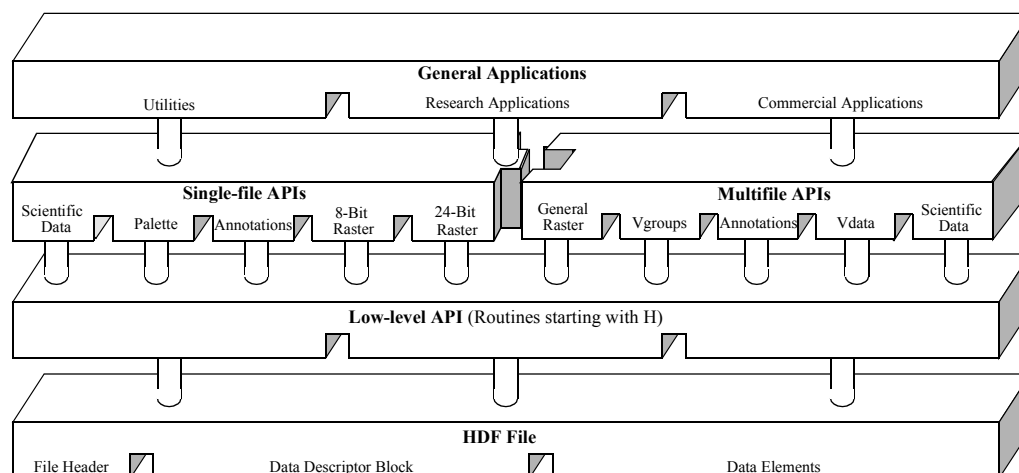 General Applications
Utilities
Research Applications
Commercial Applications
Single-file APIs
Multifile APIs
Scientific
Data
Palette
Annotations
8-Bit
Raster
24-Bit
Raster
General
Raster
Vgroups
Annotations
Vdata
Scientific
Data
Low-level API (Routines starting with H)
HDF File
File Header
Data Descriptor Block
Data Elements